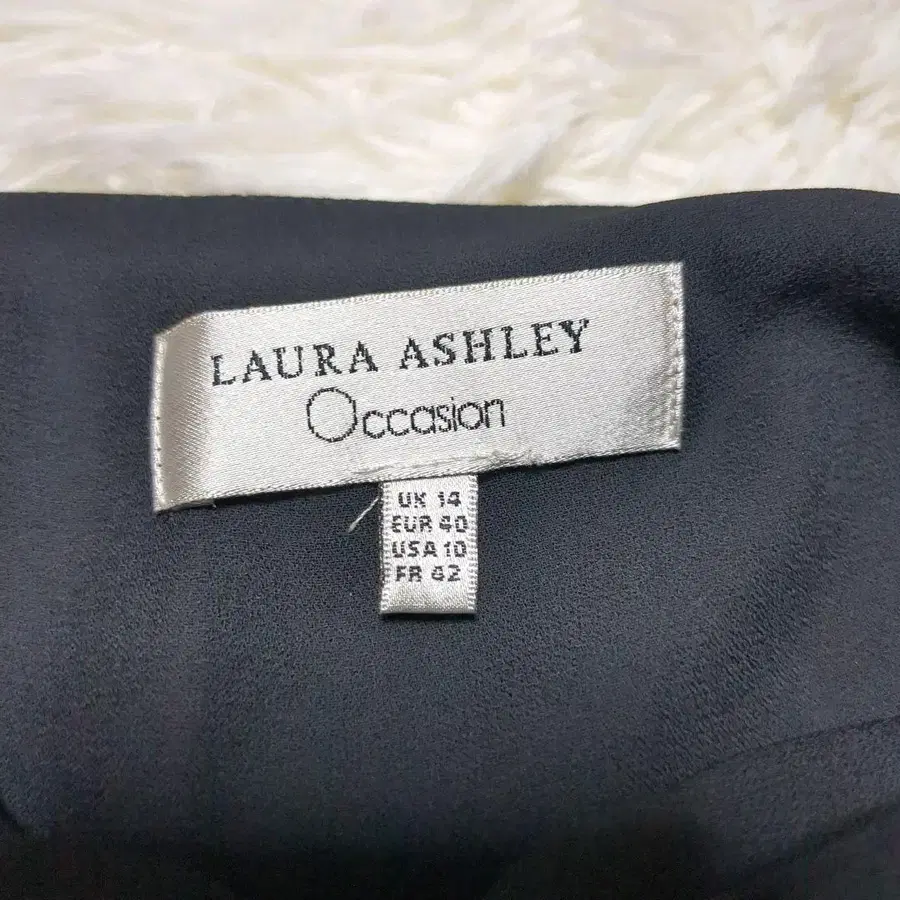 LAURA ASHLEY
Occasion
UK 14
EUR 40
USA 10
FR 42